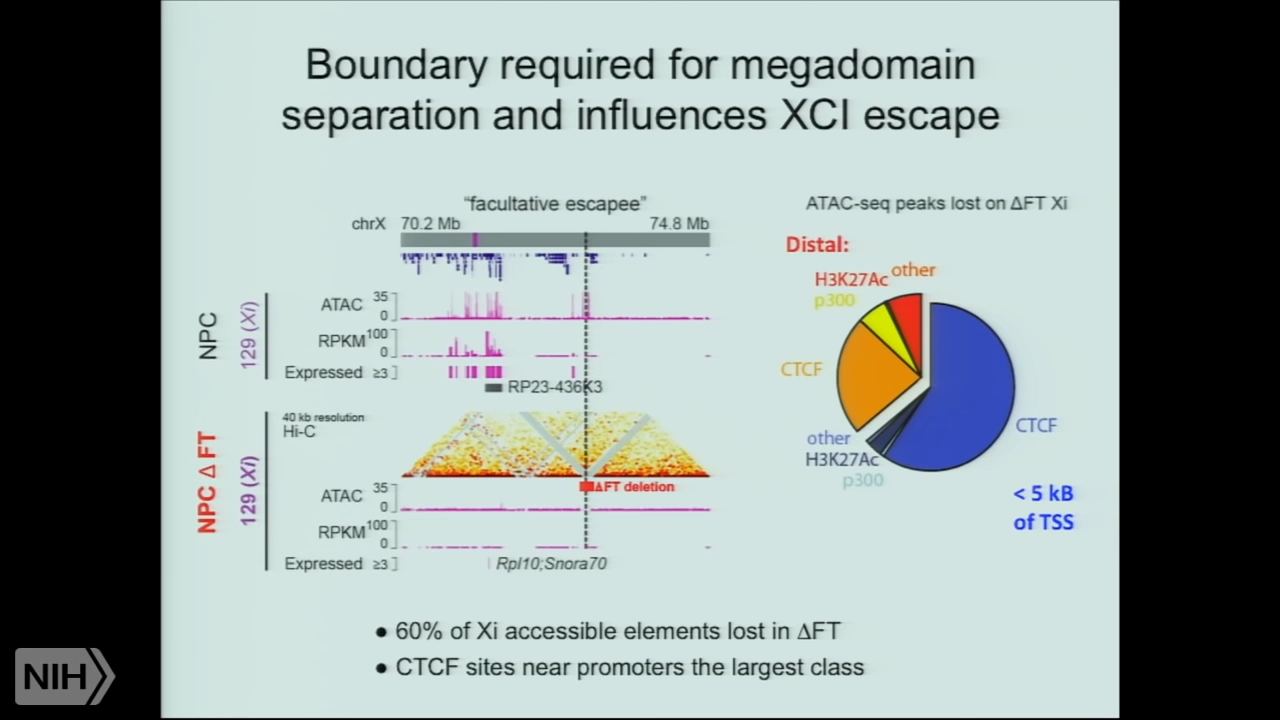 Boundary required for megadomain
separation and influences XCI escape
"facultative escapee"
chrX 70.2 Mb 74.8 Mb
NPC
129 (Xi)
ATAC 35
0
RPKM 100
0
Expressed ≥3
RP23-436K3
NPC Δ FT
129 (Xi)
40 kb resolution
Hi-C
ΔFT deletion
ATAC 35
0
RPKM 100
0
Expressed ≥3
Rpl10;Snora70
ATAC-seq peaks lost on ΔFT Xi
Distal:
H3K27Ac other
p300
CTCF
CTCF
other
H3K27Ac
p300
< 5 kB
of TSS
● 60% of Xi accessible elements lost in ΔFT
● CTCF sites near promoters the largest class
NIH